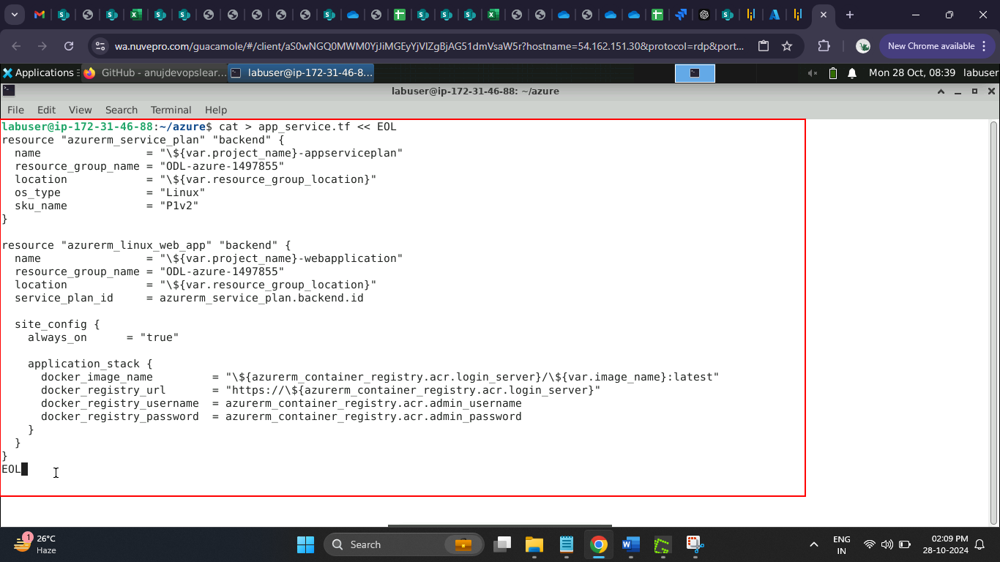 wa.nuvepro.com/guacamole/#/client/aS0wNGQ0MWM0YjJiMGEyYjVlZgBjAG51dmVsaW5r?hostname=54.162.151.30&protocol=rdp&port...
New Chrome available
Applications
GitHub - anujdevopslear...
labuser@ip-172-31-46-8...
Mon 28 Oct, 08:39
labuser
labuser@ip-172-31-46-88: ~/azure
File Edit View Search Terminal Help
labuser@ip-172-31-46-88:~/azure$ cat > app_service.tf << EOL
resource "azurerm_service_plan" "backend" {
  name                = "\${var.project_name}-appserviceplan"
  resource_group_name = "ODL-azure-1497855"
  location            = "\${var.resource_group_location}"
  os_type             = "Linux"
  sku_name            = "P1v2"
}

resource "azurerm_linux_web_app" "backend" {
  name                = "\${var.project_name}-webapplication"
  resource_group_name = "ODL-azure-1497855"
  location            = "\${var.resource_group_location}"
  service_plan_id     = azurerm_service_plan.backend.id

  site_config {
    always_on      = "true"

    application_stack {
      docker_image_name         = "\${azurerm_container_registry.acr.login_server}/\${var.image_name}:latest"
      docker_registry_url       = "https://\${azurerm_container_registry.acr.login_server}"
      docker_registry_username  = azurerm_container_registry.acr.admin_username
      docker_registry_password  = azurerm_container_registry.acr.admin_password
    }
  }
}
EOL
1
26°C
Haze
Search
ENG
IN
02:09 PM
28-10-2024